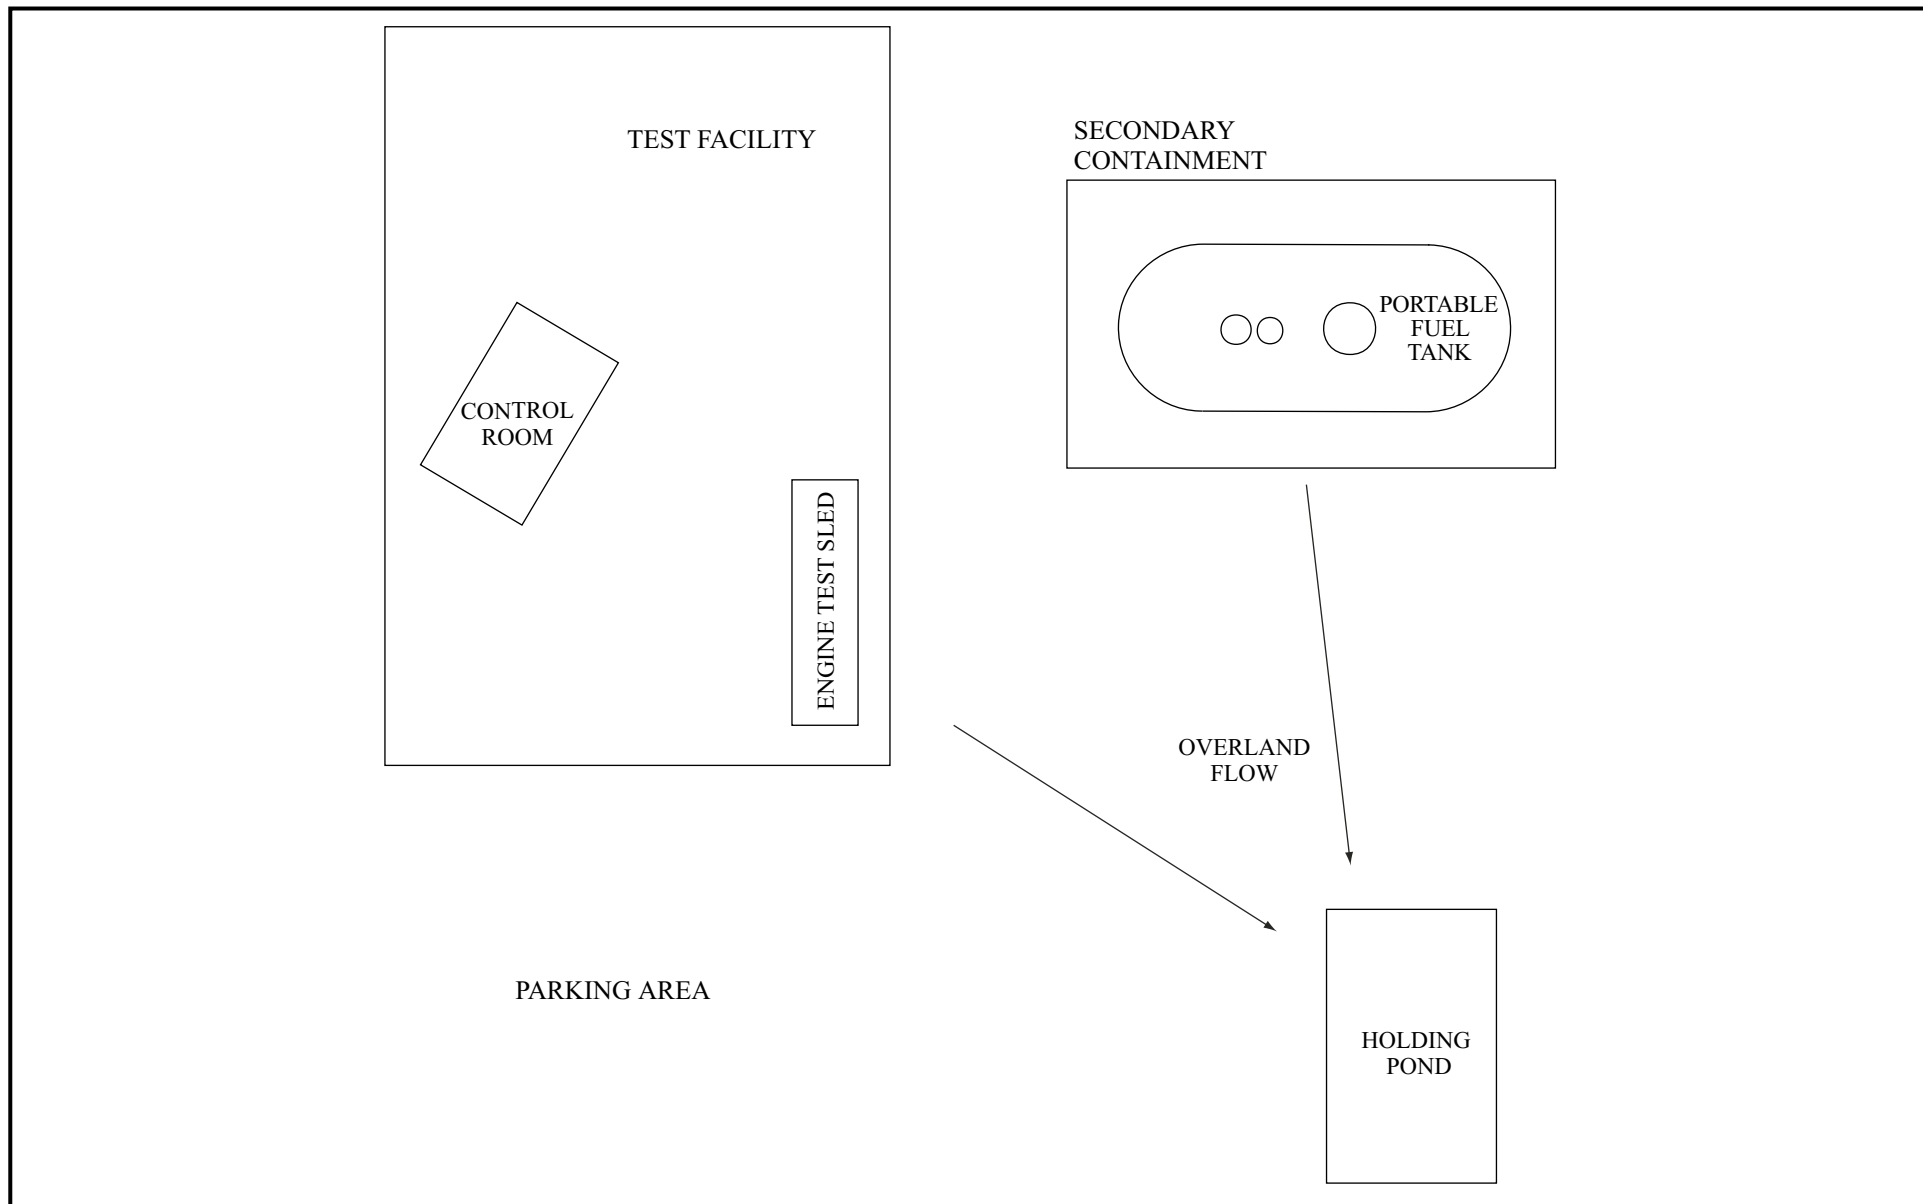 TEST FACILITY
SECONDARY
CONTAINMENT
PORTABLE
FUEL
TANK
CONTROL
ROOM
ENGINE TEST SLED
OVERLAND
FLOW
PARKING AREA
HOLDING
POND